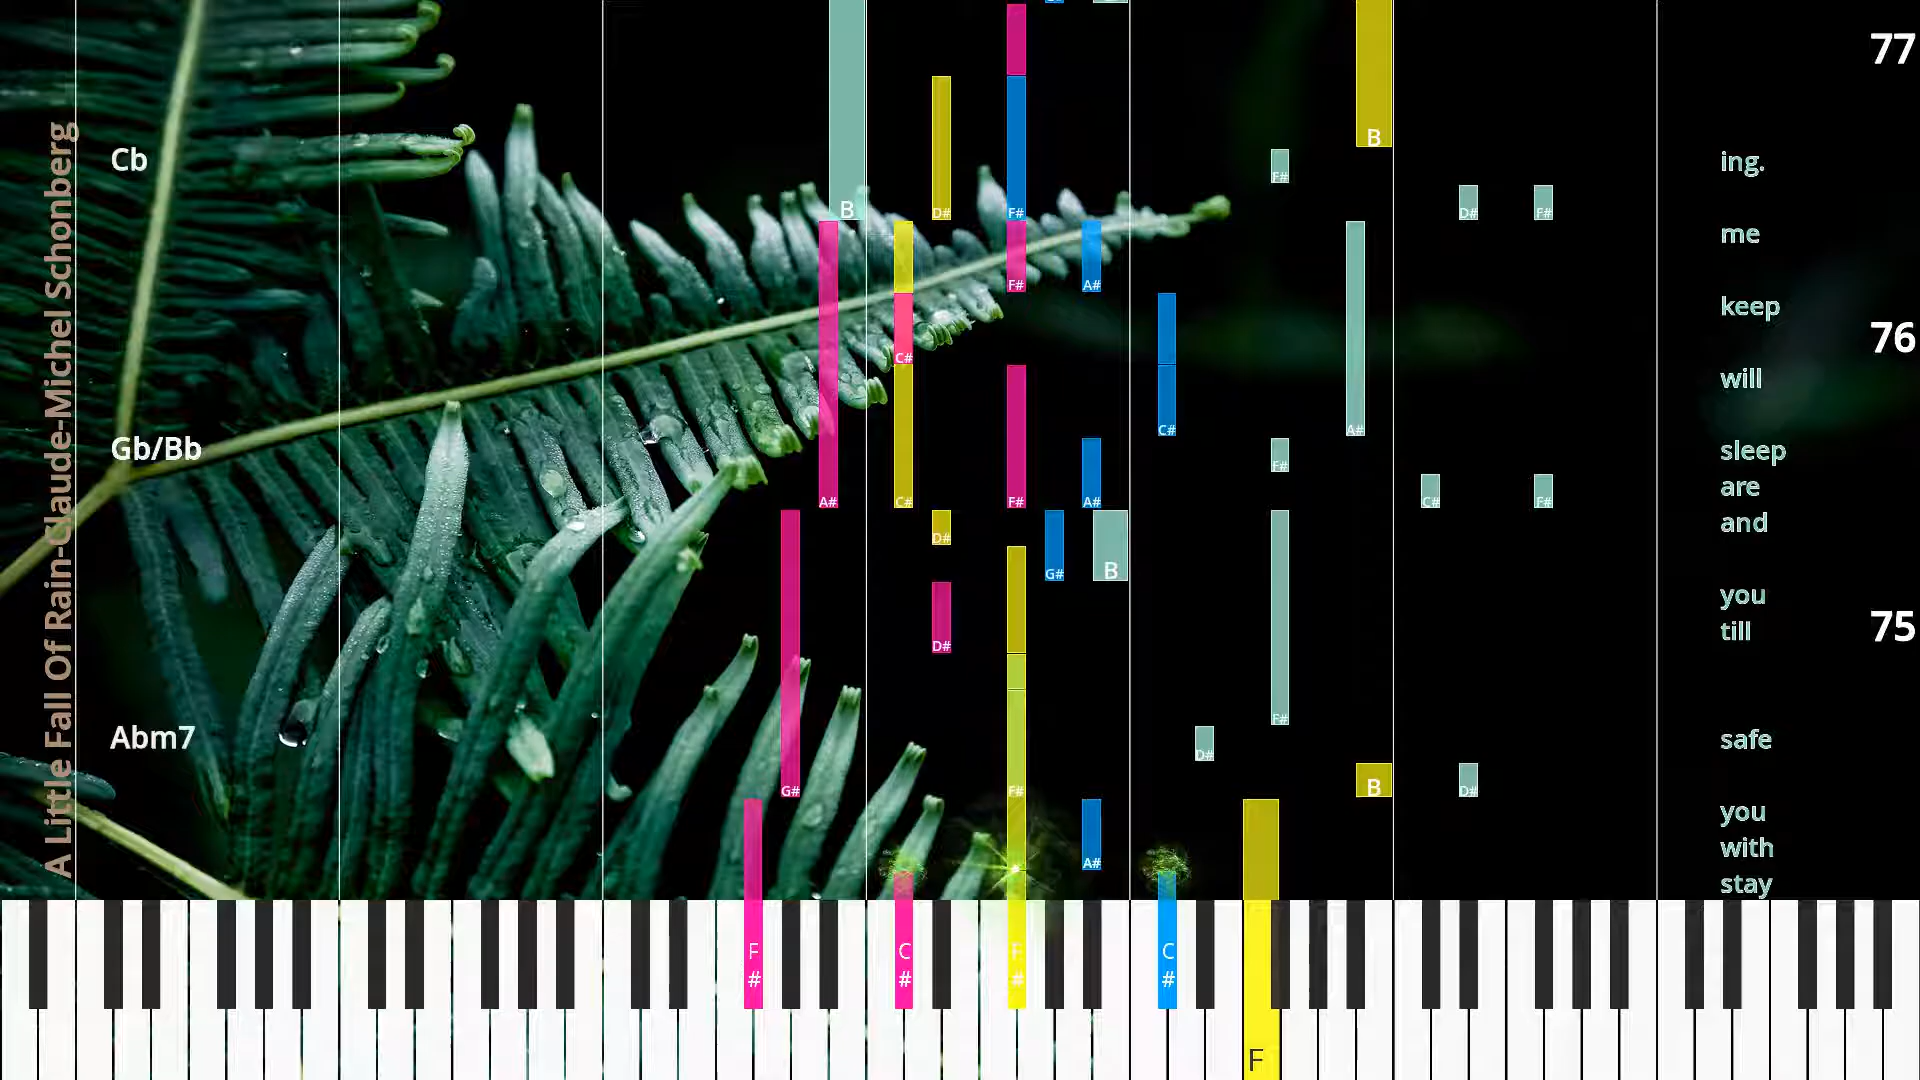 A Little Fall Of Rain-Claude-Michel Schonberg
77
B
Cb
F#
ing.
B
D#
F#
D#
F#
me
F#
A#
keep
76
C#
will
C#
A#
Gb/Bb
F#
sleep
A#
C#
F#
A#
C#
F#
are
and
D#
G#
B
you
75
till
D#
F#
safe
Abm7
D#
G#
F#
B
D#
you
with
A#
stay
F#
C#
F#
C#
F